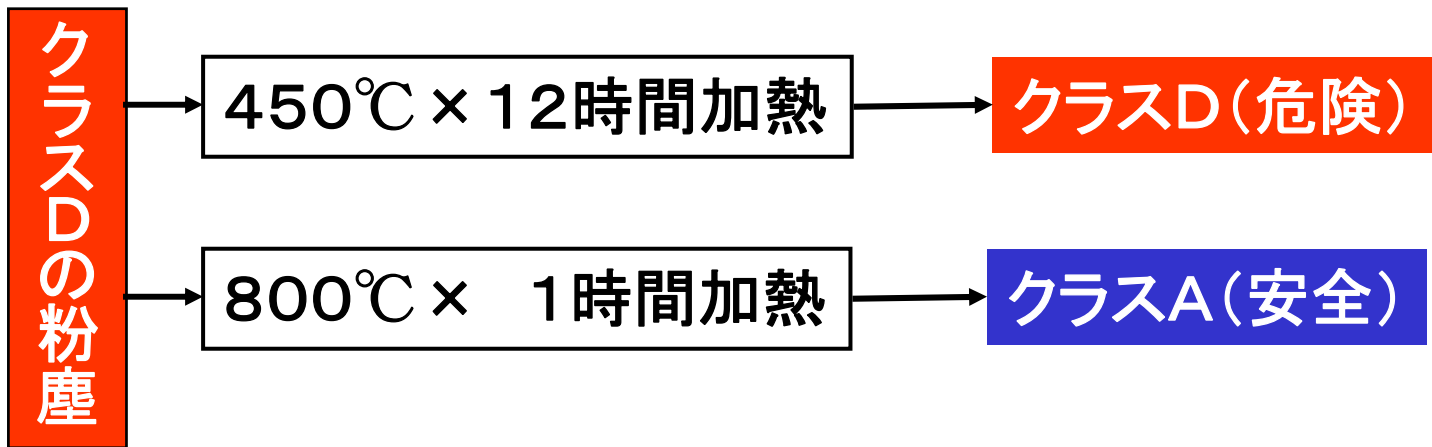 クラスDの粉塵
４５０℃×１２時間加熱
クラスD（危険）
８００℃×　１時間加熱
クラスA（安全）